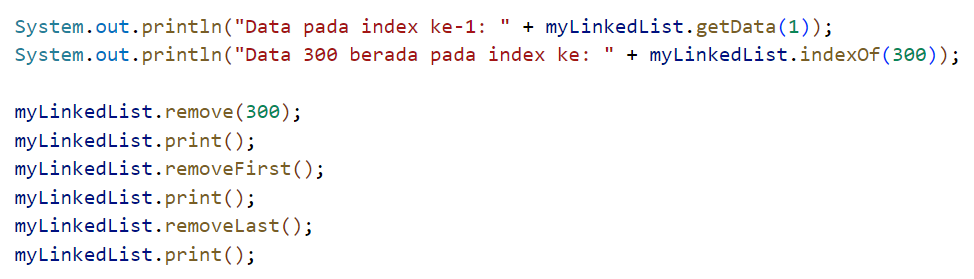 System.out.println("Data pada index ke-1: " + myLinkedList.getData(1));
System.out.println("Data 300 berada pada index ke: " + myLinkedList.indexOf(300));
myLinkedList.remove(300);
myLinkedList.print();
myLinkedList.removeFirst();
myLinkedList.print();
myLinkedList.removeLast();
myLinkedList.print();